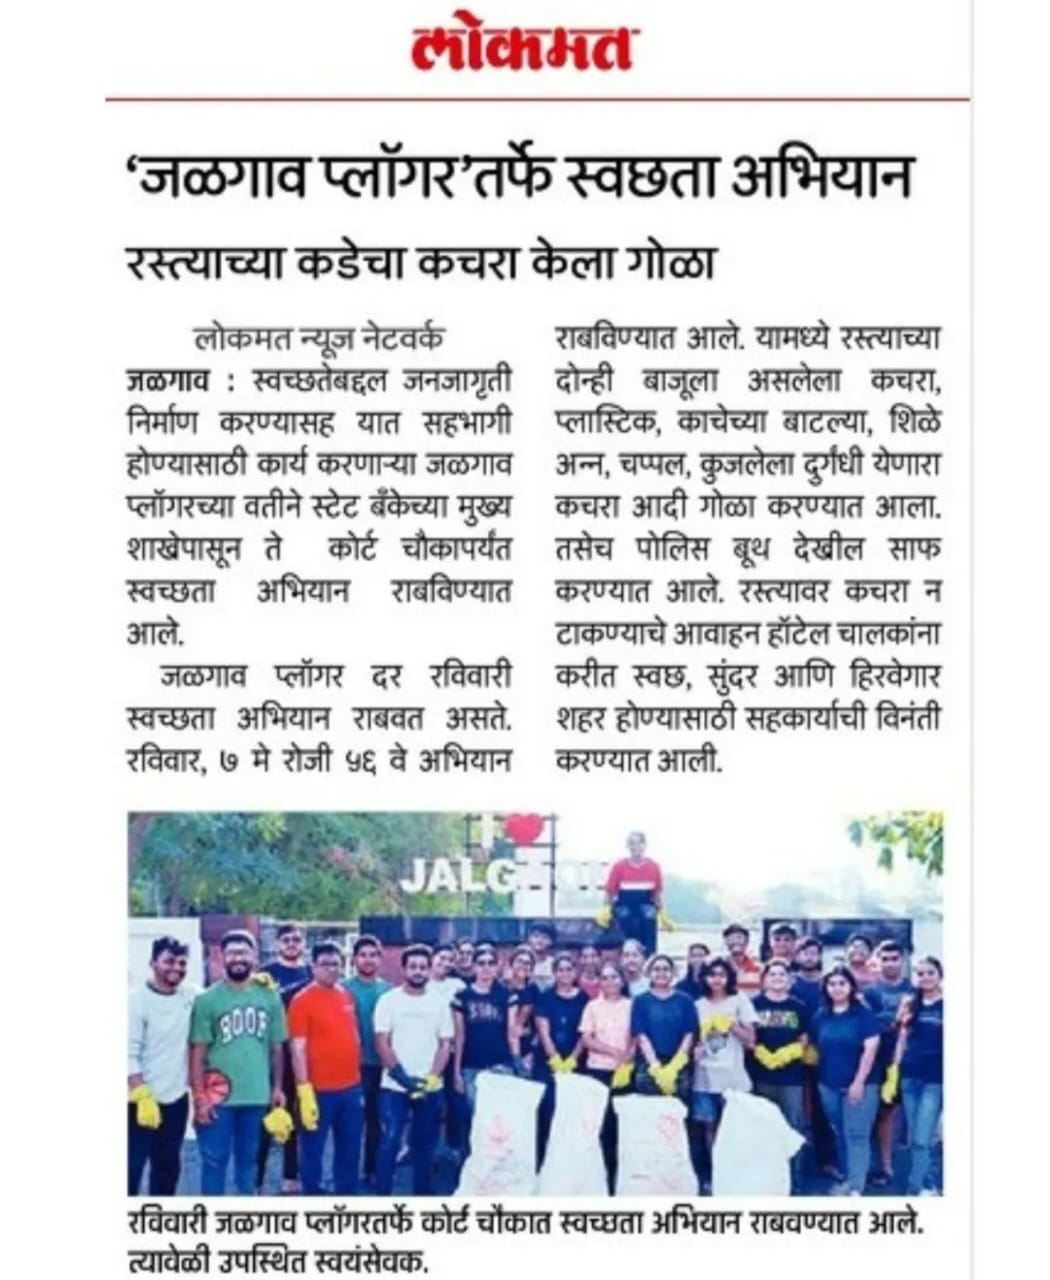 लोकमत
‘जळगाव प्लॉगर’तर्फे स्वछता अभियान
रस्त्याच्या कडेचा कचरा केला गोळा
लोकमत न्यूज नेटवर्क
जळगाव : स्वच्छतेबद्दल जनजागृती
निर्माण करण्यासह यात सहभागी
होण्यासाठी कार्य करणाऱ्या जळगाव
प्लॉगरच्या वतीने स्टेट बँकेच्या मुख्य
शाखेपासून ते कोर्ट चौकापर्यंत
स्वच्छता अभियान राबविण्यात
आले.
जळगाव प्लॉगर दर रविवारी
स्वच्छता अभियान राबवत असते.
रविवार, ७ मे रोजी ५६ वे अभियान
राबविण्यात आले. यामध्ये रस्त्याच्या
दोन्ही बाजूला असलेला कचरा,
प्लास्टिक, काचेच्या बाटल्या, शिळे
अन्न, चप्पल, कुजलेला दुर्गंधी येणारा
कचरा आदी गोळा करण्यात आला.
तसेच पोलिस बूथ देखील साफ
करण्यात आले. रस्त्यावर कचरा न
टाकण्याचे आवाहन हॉटेल चालकांना
करीत स्वछ, सुंदर आणि हिरवेगार
शहर होण्यासाठी सहकार्याची विनंती
करण्यात आली.
I
JALG
रविवारी जळगाव प्लॉगरतर्फे कोर्ट चौकात स्वच्छता अभियान राबवण्यात आले.
त्यावेळी उपस्थित स्वयंसेवक.